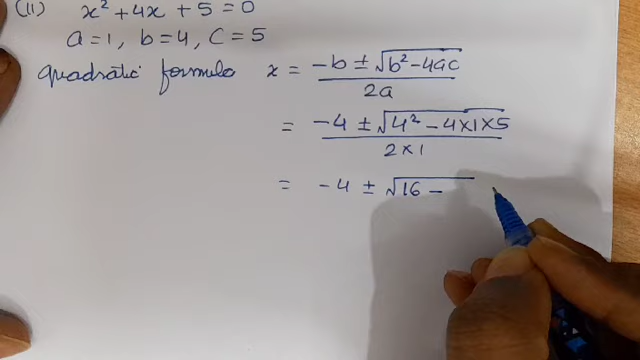 (11) x² + 4x + 5 = 0
a = 1, b = 4, c = 5
quadratic formula x = -b ± √b² - 4ac
2a
= -4 ± √4² - 4×1×5
2×1
= -4 ± √16 -